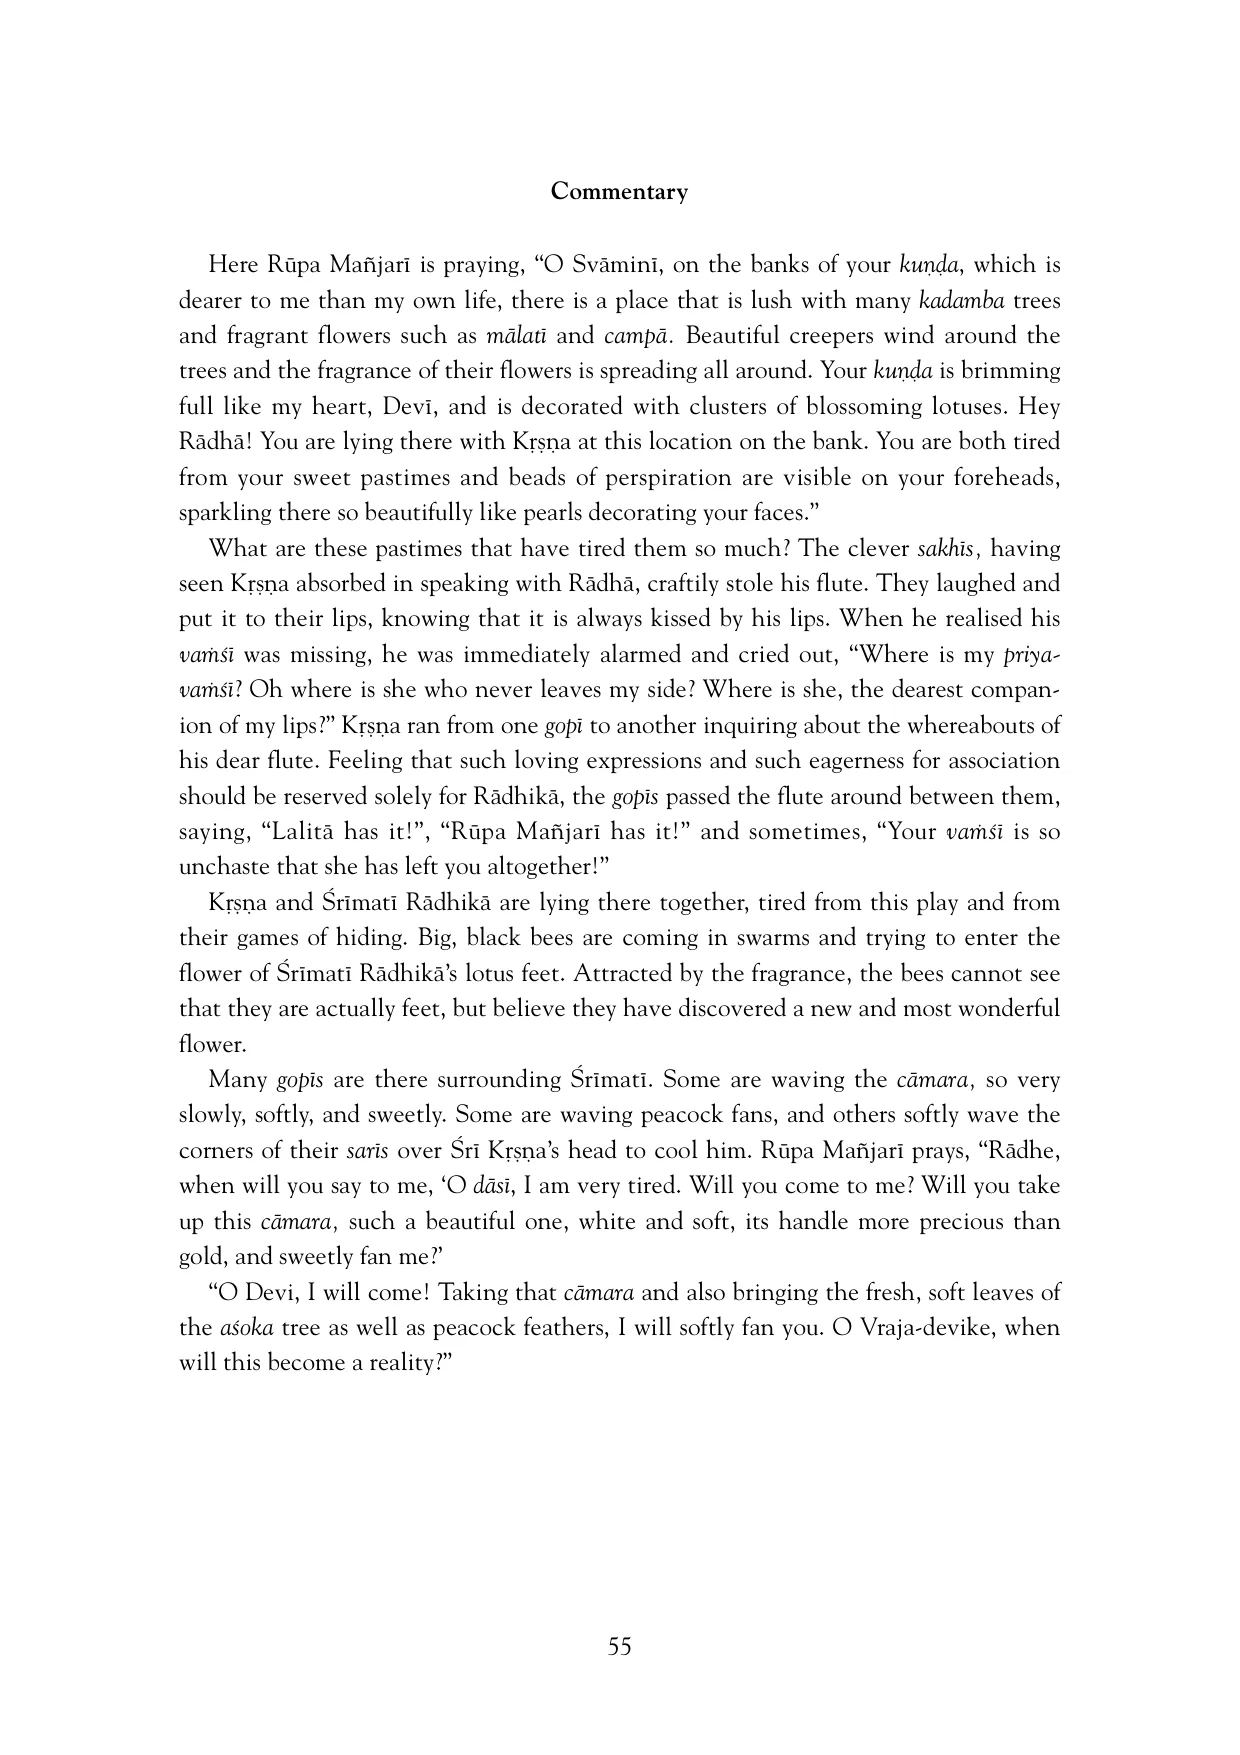 Commentary
Here Rūpa Mañjarī is praying, “O Svāminī, on the banks of your kuṇḍa, which is
dearer to me than my own life, there is a place that is lush with many kadamba trees
and fragrant flowers such as mālatī and campā. Beautiful creepers wind around the
trees and the fragrance of their flowers is spreading all around. Your kuṇḍa is brimming
full like my heart, Devī, and is decorated with clusters of blossoming lotuses. Hey
Rādhā! You are lying there with Kṛṣṇa at this location on the bank. You are both tired
from your sweet pastimes and beads of perspiration are visible on your foreheads,
sparkling there so beautifully like pearls decorating your faces.”
What are these pastimes that have tired them so much? The clever sakhīs, having
seen Kṛṣṇa absorbed in speaking with Rādhā, craftily stole his flute. They laughed and
put it to their lips, knowing that it is always kissed by his lips. When he realised his
vaṁśī was missing, he was immediately alarmed and cried out, “Where is my priya-
vaṁśī? Oh where is she who never leaves my side? Where is she, the dearest compan-
ion of my lips?” Kṛṣṇa ran from one gopī to another inquiring about the whereabouts of
his dear flute. Feeling that such loving expressions and such eagerness for association
should be reserved solely for Rādhikā, the gopīs passed the flute around between them,
saying, “Lalitā has it!”, “Rūpa Mañjarī has it!” and sometimes, “Your vaṁśī is so
unchaste that she has left you altogether!”
Kṛṣṇa and Śrīmatī Rādhikā are lying there together, tired from this play and from
their games of hiding. Big, black bees are coming in swarms and trying to enter the
flower of Śrīmatī Rādhikā’s lotus feet. Attracted by the fragrance, the bees cannot see
that they are actually feet, but believe they have discovered a new and most wonderful
flower.
Many gopīs are there surrounding Śrīmatī. Some are waving the cāmara, so very
slowly, softly, and sweetly. Some are waving peacock fans, and others softly wave the
corners of their sarīs over Śrī Kṛṣṇa’s head to cool him. Rūpa Mañjarī prays, “Rādhe,
when will you say to me, ‘O dāsī, I am very tired. Will you come to me? Will you take
up this cāmara, such a beautiful one, white and soft, its handle more precious than
gold, and sweetly fan me?’
“O Devi, I will come! Taking that cāmara and also bringing the fresh, soft leaves of
the aśoka tree as well as peacock feathers, I will softly fan you. O Vraja-devike, when
will this become a reality?”
55